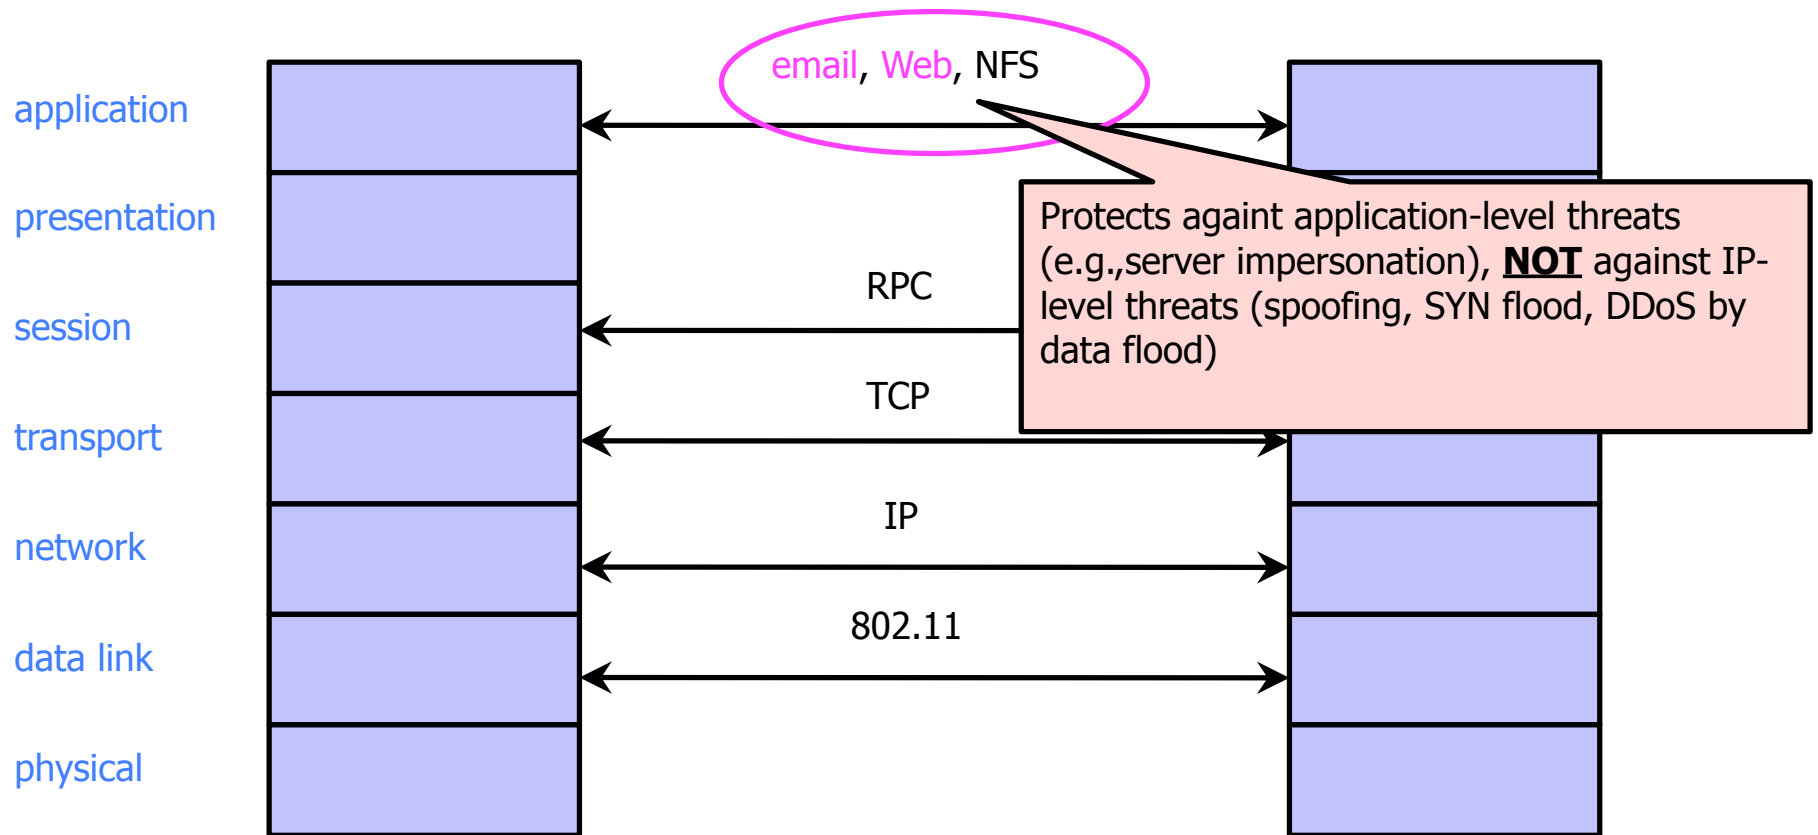 email, Web, NFS
application
presentation
Protects againt application-level threats
(e.g.,server impersonation), NOT against IP-
level threats (spoofing, SYN flood, DDoS by
data flood)
RPC
session
TCP
transport
IP
network
802.11
data link
physical